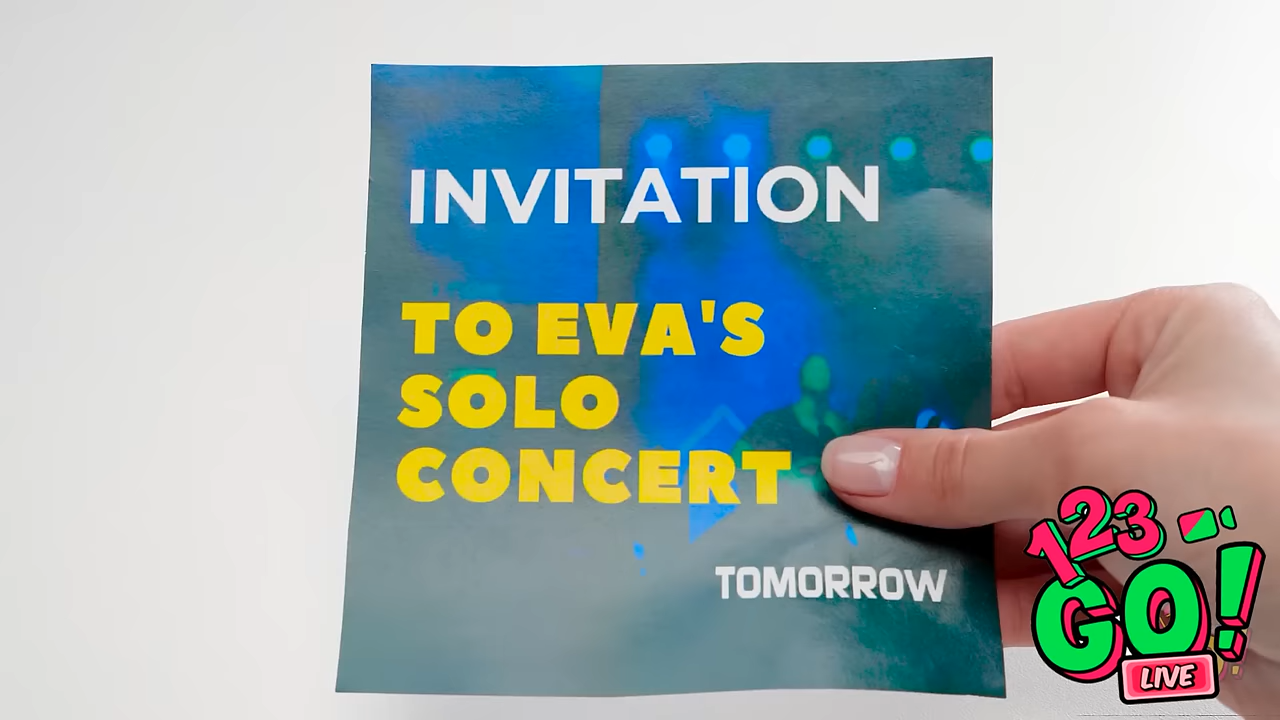 INVITATION
TO EVA'S
SOLO
CONCERT
TOMORROW
123
GO!
LIVE